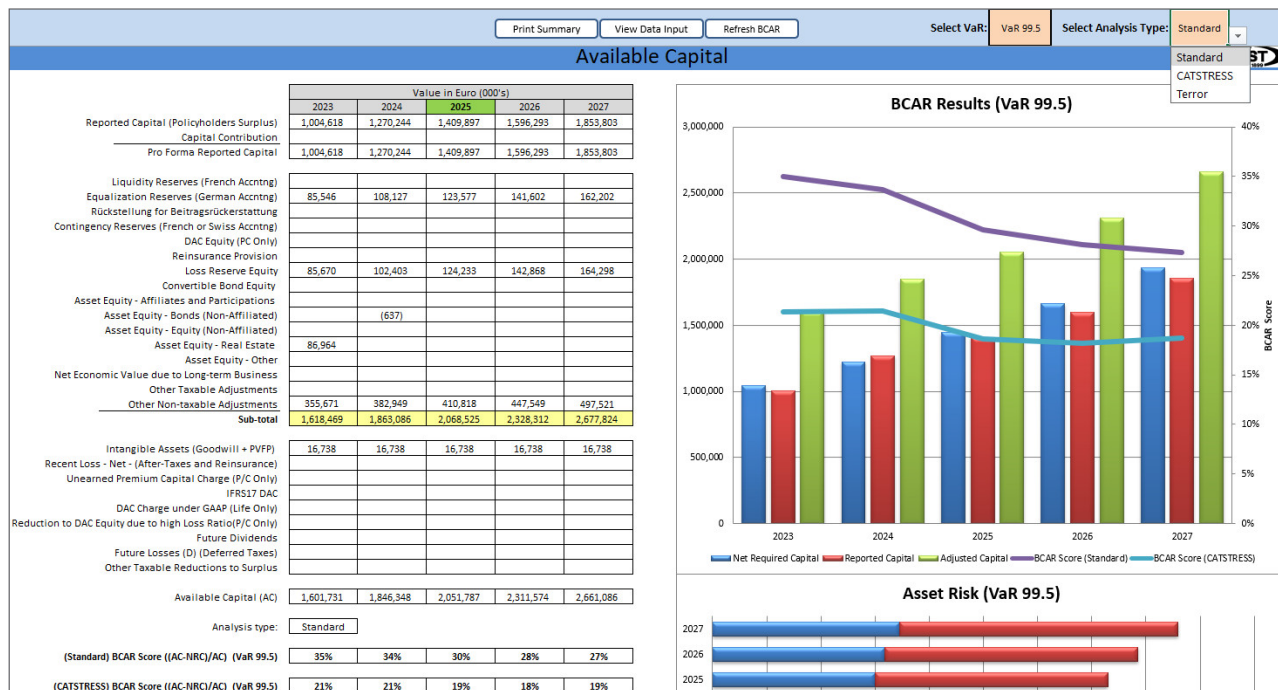 Print Summary View Data Input Refresh BCAR Select VaR: VaR 99.5 Select Analysis Type: Standard
Standard
CATSTRESS
Terror
Available Capital
Value in Euro (000's)
2023 2024 2025 2026 2027
Reported Capital (Policyholders Surplus) 1,004,618 1,270,244 1,409,897 1,596,293 1,853,803
Capital Contribution
Pro Forma Reported Capital 1,004,618 1,270,244 1,409,897 1,596,293 1,853,803
Liquidity Reserves (French Accntng)
Equalization Reserves (German Accntng) 85,546 108,127 123,577 141,602 162,202
Rückstellung for Beitragsrückerstattung
Contingency Reserves (French or Swiss Accntng)
DAC Equity (PC Only)
Reinsurance Provision
Loss Reserve Equity 85,670 102,403 124,233 142,868 164,298
Convertible Bond Equity
Asset Equity - Affiliates and Participations
Asset Equity - Bonds (Non-Affiliated) (637)
Asset Equity - Equity (Non-Affiliated)
Asset Equity - Real Estate 86,964
Asset Equity - Other
Net Economic Value due to Long-term Business
Other Taxable Adjustments
Other Non-taxable Adjustments 355,671 382,949 410,818 447,549 497,521
Sub-total 1,618,469 1,863,086 2,068,525 2,328,312 2,677,824
Intangible Assets (Goodwill + PVFP) 16,738 16,738 16,738 16,738 16,738
Recent Loss - Net - (After-Taxes and Reinsurance)
Unearned Premium Capital Charge (P/C Only)
IFRS17 DAC
DAC Charge under GAAP (Life Only)
Reduction to DAC Equity due to high Loss Ratio(P/C Only)
Future Dividends
Future Losses (D) (Deferred Taxes)
Other Taxable Reductions to Surplus
Available Capital (AC) 1,601,731 1,846,348 2,051,787 2,311,574 2,661,086
Analysis type: Standard
(Standard) BCAR Score ((AC-NRC)/AC) (VaR 99.5) 35% 34% 30% 28% 27%
(CATSTRESS) BCAR Score ((AC-NRC)/AC) (VaR 99.5) 21% 21% 19% 18% 19%
BCAR Results (VaR 99.5)
3,000,000 40%
35%
2,500,000
30%
2,000,000
25%
1,500,000 20%
15%
1,000,000
10%
500,000
5%
0 0%
BCAR Score
2023 2024 2025 2026 2027
Net Required Capital Reported Capital Adjusted Capital BCAR Score (Standard) BCAR Score (CATSTRESS)
Asset Risk (VaR 99.5)
2027
2026
2025